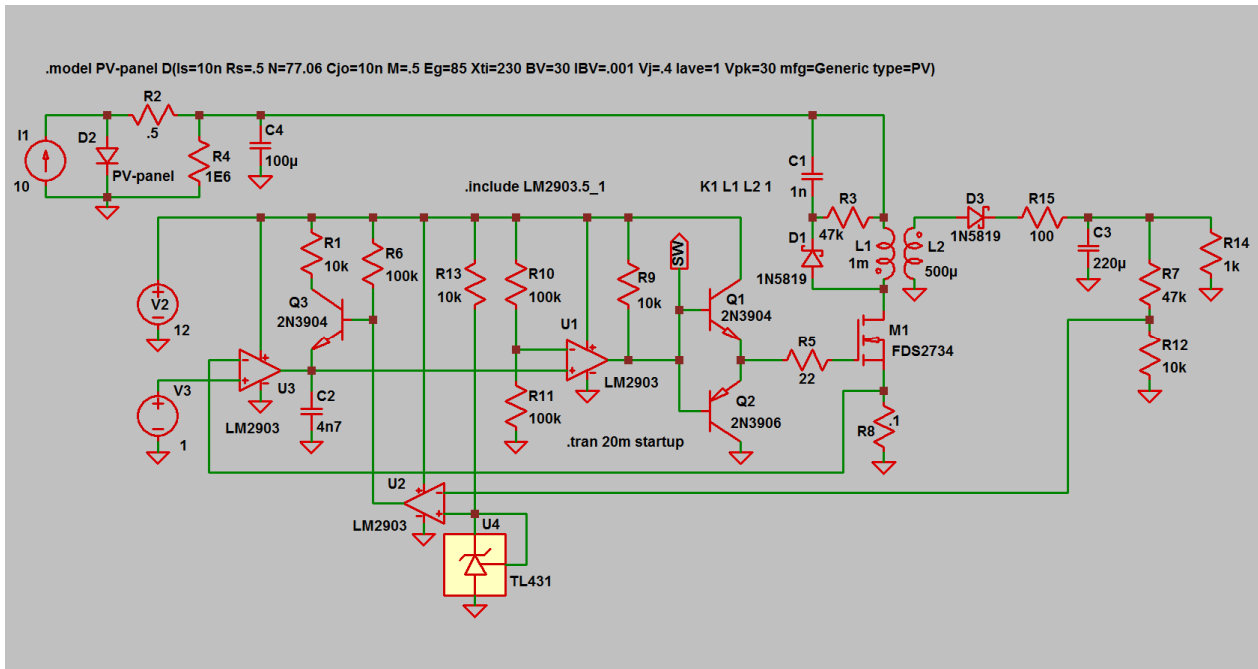 .model PV-panel D(Is=10n Rs=.5 N=77.06 Cjo=10n M=.5 Eg=85 Xti=230 BV=30 IBV=.001 Vj=.4 Iave=1 Vpk=30 mfg=Generic type=PV)
R2
.5
I1
10
D2
PV-panel
R4
1E6
C4
100µ
.include LM2903.5_1
K1 L1 L2 1
C1
1n
R3
47k
D1
1N5819
L1
1m
L2
500µ
D3
1N5819
R15
100
C3
220µ
R7
47k
R14
1k
R12
10k
V2
12
V3
1
R1
10k
R6
100k
R13
10k
R10
100k
R11
100k
R9
10k
SW
Q3
2N3904
U3
LM2903
C2
4n7
U1
LM2903
Q1
2N3904
Q2
2N3906
R5
22
M1
FDS2734
R8
.1
.tran 20m startup
U2
LM2903
U4
TL431